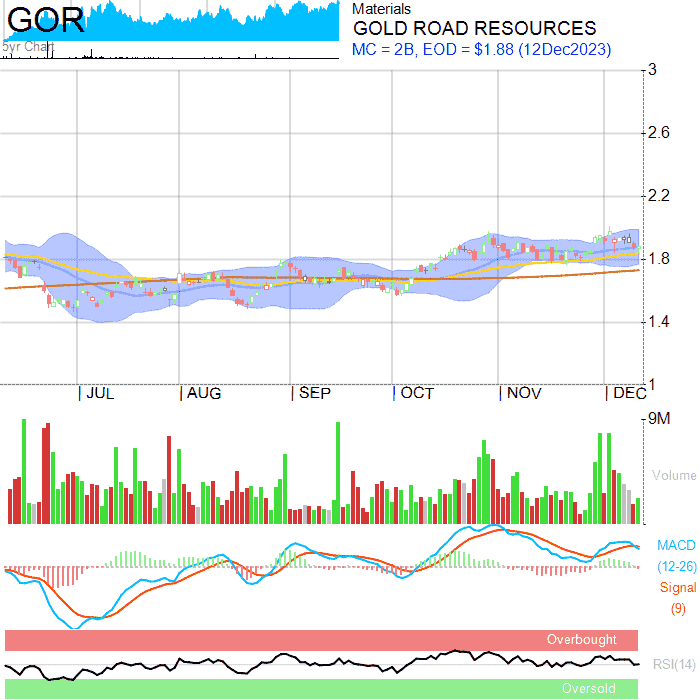 GOR
5yr Chart
Materials
GOLD ROAD RESOURCES
MC = 2B, EOD = $1.88 (12Dec2023)
3
2.6
2.2
1.8
1.4
1
| JUL | AUG | SEP | OCT | NOV | DEC
9M
Volume
MACD
(12-26)
Signal
(9)
Overbought
RSI(14)
Oversold